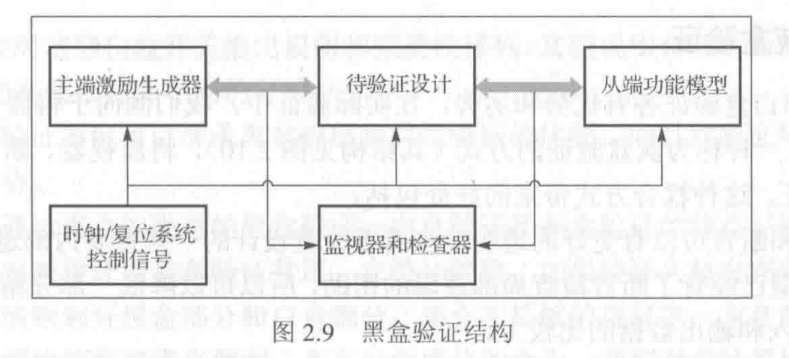 主端激励生成器
待验证设计
从端功能模型
时钟/复位系统
控制信号
监视器和检查器
图 2.9 黑盒验证结构